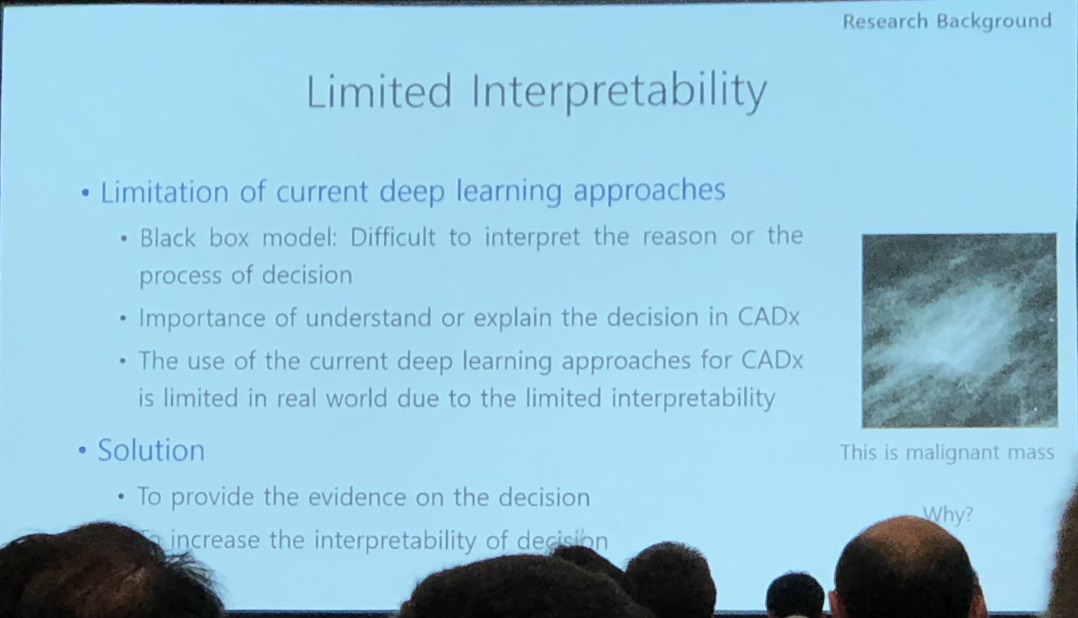 Research Background
Limited Interpretability
• Limitation of current deep learning approaches
• Black box model: Difficult to interpret the reason or the
process of decision
• Importance of understand or explain the decision in CADx
• The use of the current deep learning approaches for CADx
is limited in real world due to the limited interpretability
This is malignant mass
Why?
• Solution
• To provide the evidence on the decision
increase the interpretability of decision